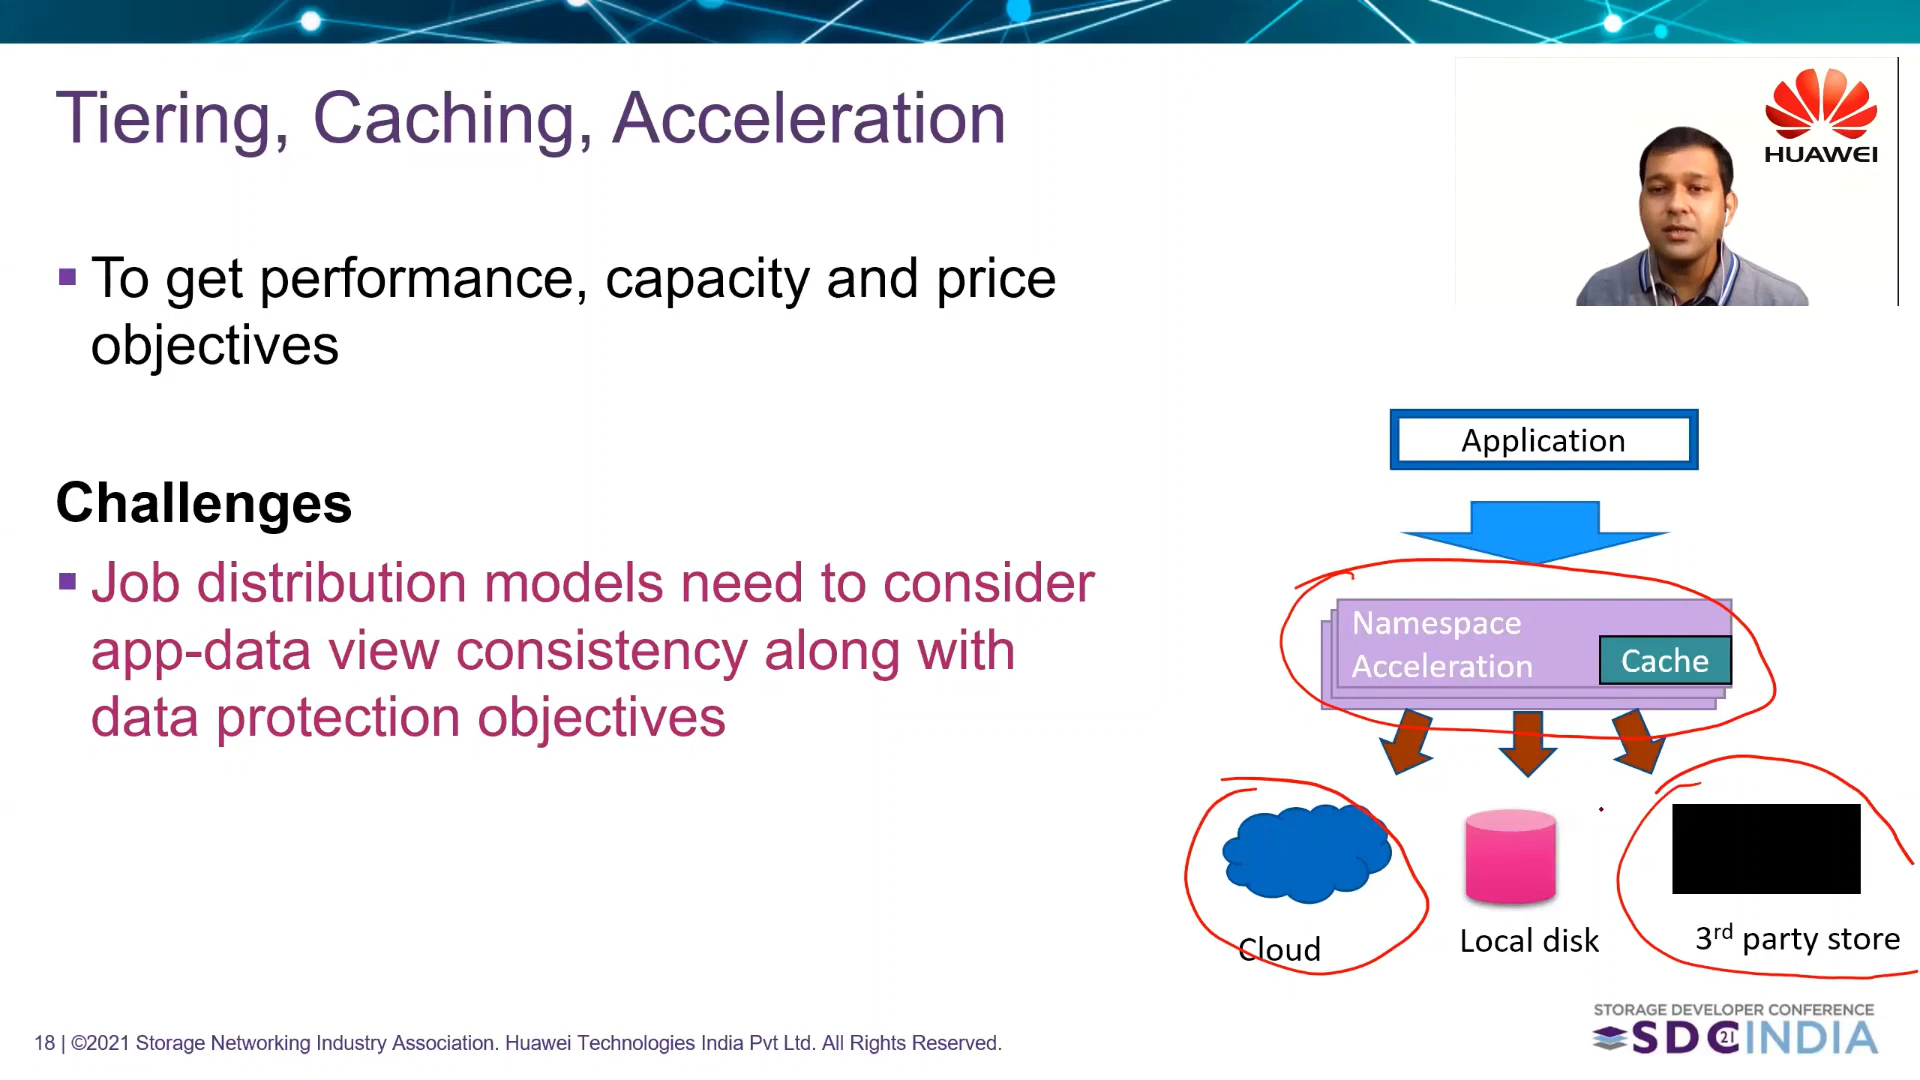 Tiering, Caching, Acceleration
HUAWEI
▪ To get performance, capacity and price
objectives
Challenges
▪ Job distribution models need to consider
app-data view consistency along with
data protection objectives
Application
Namespace
Acceleration
Cache
Cloud
Local disk
3rd party store
18 | ©2021 Storage Networking Industry Association. Huawei Technologies India Pvt Ltd. All Rights Reserved.
STORAGE DEVELOPER CONFERENCE
SDC 21 INDIA